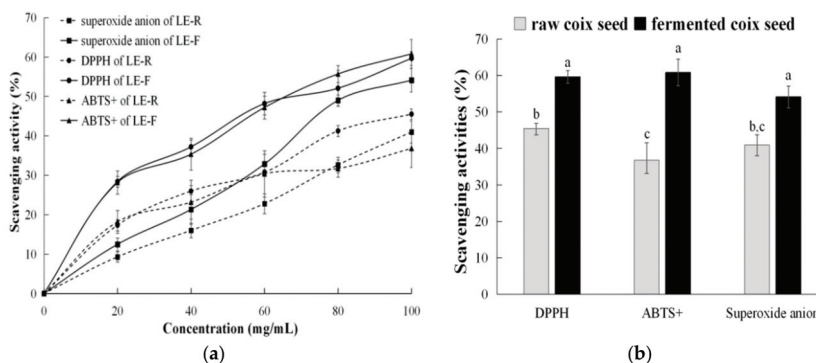 superoxide anion of LE-R
superoxide anion of LE-F
DPPH of LE-R
DPPH of LE-F
ABTS+ of LE-R
ABTS+ of LE-F
Scavenging activity (%)
70
60
50
40
30
20
10
0
0 20 40 60 80 100
Concentration (mg/mL)
(a)
raw coix seed fermented coix seed
Scavenging activities (%)
70
60
50
40
30
20
10
0
b a c a b,c a
DPPH ABTS+ Superoxide anion
(b)